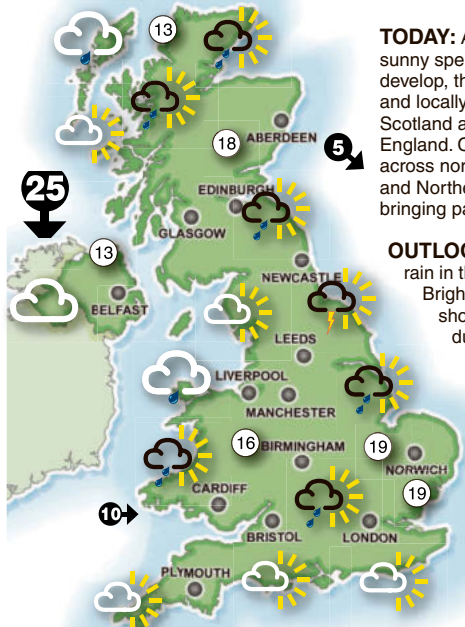 13
TODAY: A
sunny spe
develop, th
and locally
Scotland a
England. O
across nor
and Northe
bringing pa
18
ABERDEEN
5
25
EDINBURGH
GLASGOW
13
BELFAST
NEWCASTLE
OUTLOO
rain in th
Brigh
sho
du
LEEDS
LIVERPOOL
MANCHESTER
16
BIRMINGHAM
19
NORWICH
CARDIFF
19
10
BRISTOL
LONDON
PLYMOUTH